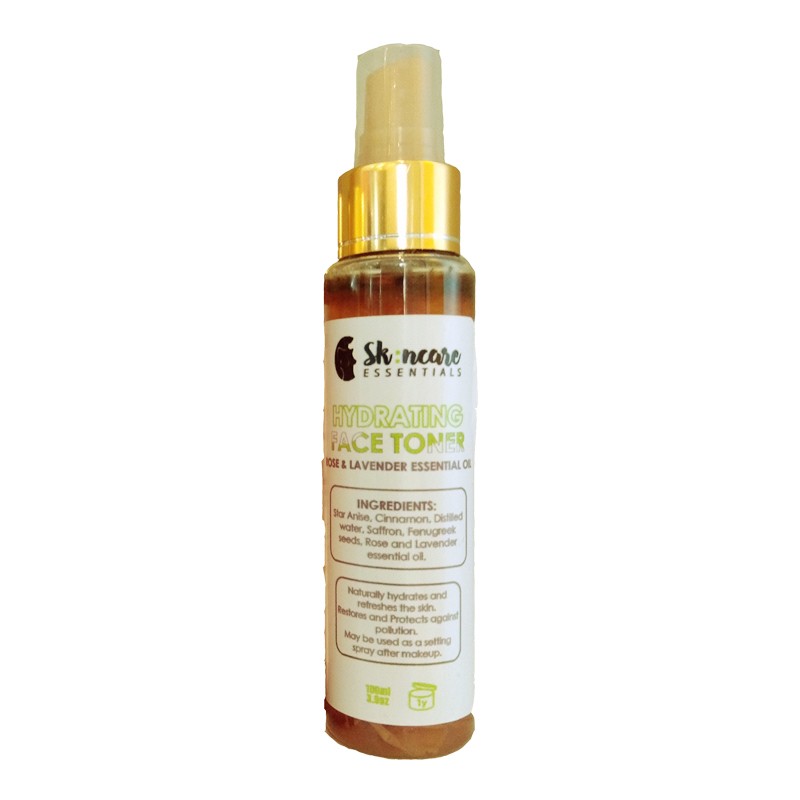 Sk:ncare
ESSENTIALS
HYDRATING
FACE TONER
ROSE & LAVENDER ESSENTIAL OIL
INGREDIENTS:
Star Anise, Cinnamon, Distilled
water, Saffron, Fenugreek
seeds, Rose and Lavender
essential oil.
Naturally hydrates and
refreshes the skin.
Restores and Protects against
pollution.
May be used as a setting
spray after makeup.
100ml
3.9oz
1y